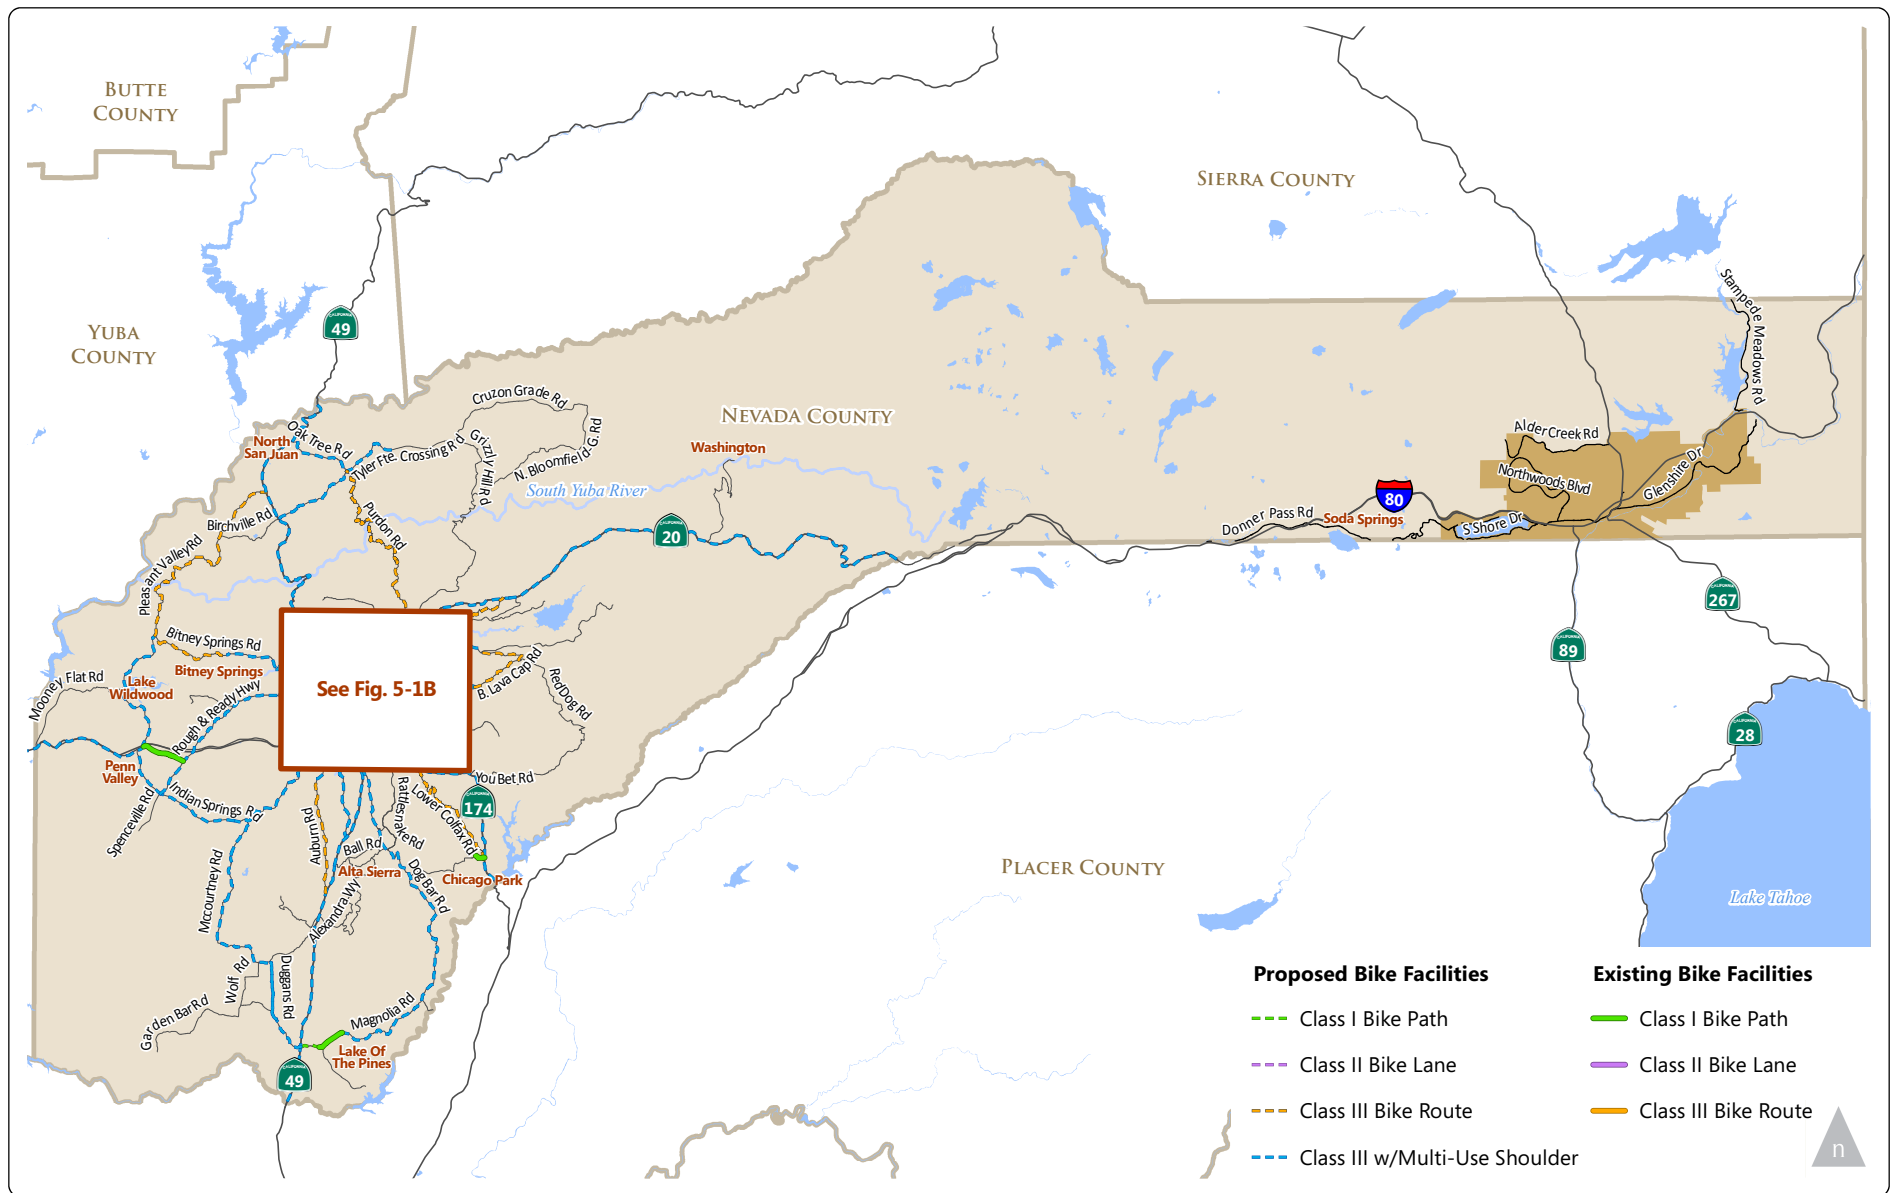 BUTTE
COUNTY
SIERRA COUNTY
YUBA
COUNTY
CALIFORNIA
49
Stampede Meadows Rd
Cruzon Grade Rd
NEVADA COUNTY
Oak Tree Rd
North
San Juan
Tyler Fte. Crossing Rd
Grizzly Hill Rd
N. Bloomfield-G. Rd
Washington
South Yuba River
Alder Creek Rd
Northwoods Blvd
Glenshire Dr
80
Soda Springs
Donner Pass Rd
S Shore Dr
Birchville Rd
Purdon Rd
CALIFORNIA
20
Pleasant Valley Rd
CALIFORNIA
267
CALIFORNIA
89
Bitney Springs Rd
Bitney Springs
Mooney Flat Rd
Lake
Wildwood
Rough & Ready Hwy
See Fig. 5-1B
B. Lava Cap Rd
Red Dog Rd
CALIFORNIA
28
Penn
Valley
Indian Springs Rd
Spenceville Rd
You Bet Rd
CALIFORNIA
174
Rattlesnake Rd
Lower Colfax Rd
Auburn Rd
Ball Rd
Alta Sierra
Chicago Park
Dog Bar Rd
Mccourtney Rd
Alexandra Wy
PLACER COUNTY
Lake Tahoe
Wolf Rd
Duggans Rd
Garden Bar Rd
Magnolia Rd
Lake Of
The Pines
CALIFORNIA
49
Proposed Bike Facilities
Class I Bike Path
Class II Bike Lane
Class III Bike Route
Class III w/Multi-Use Shoulder
Existing Bike Facilities
Class I Bike Path
Class II Bike Lane
Class III Bike Route
n